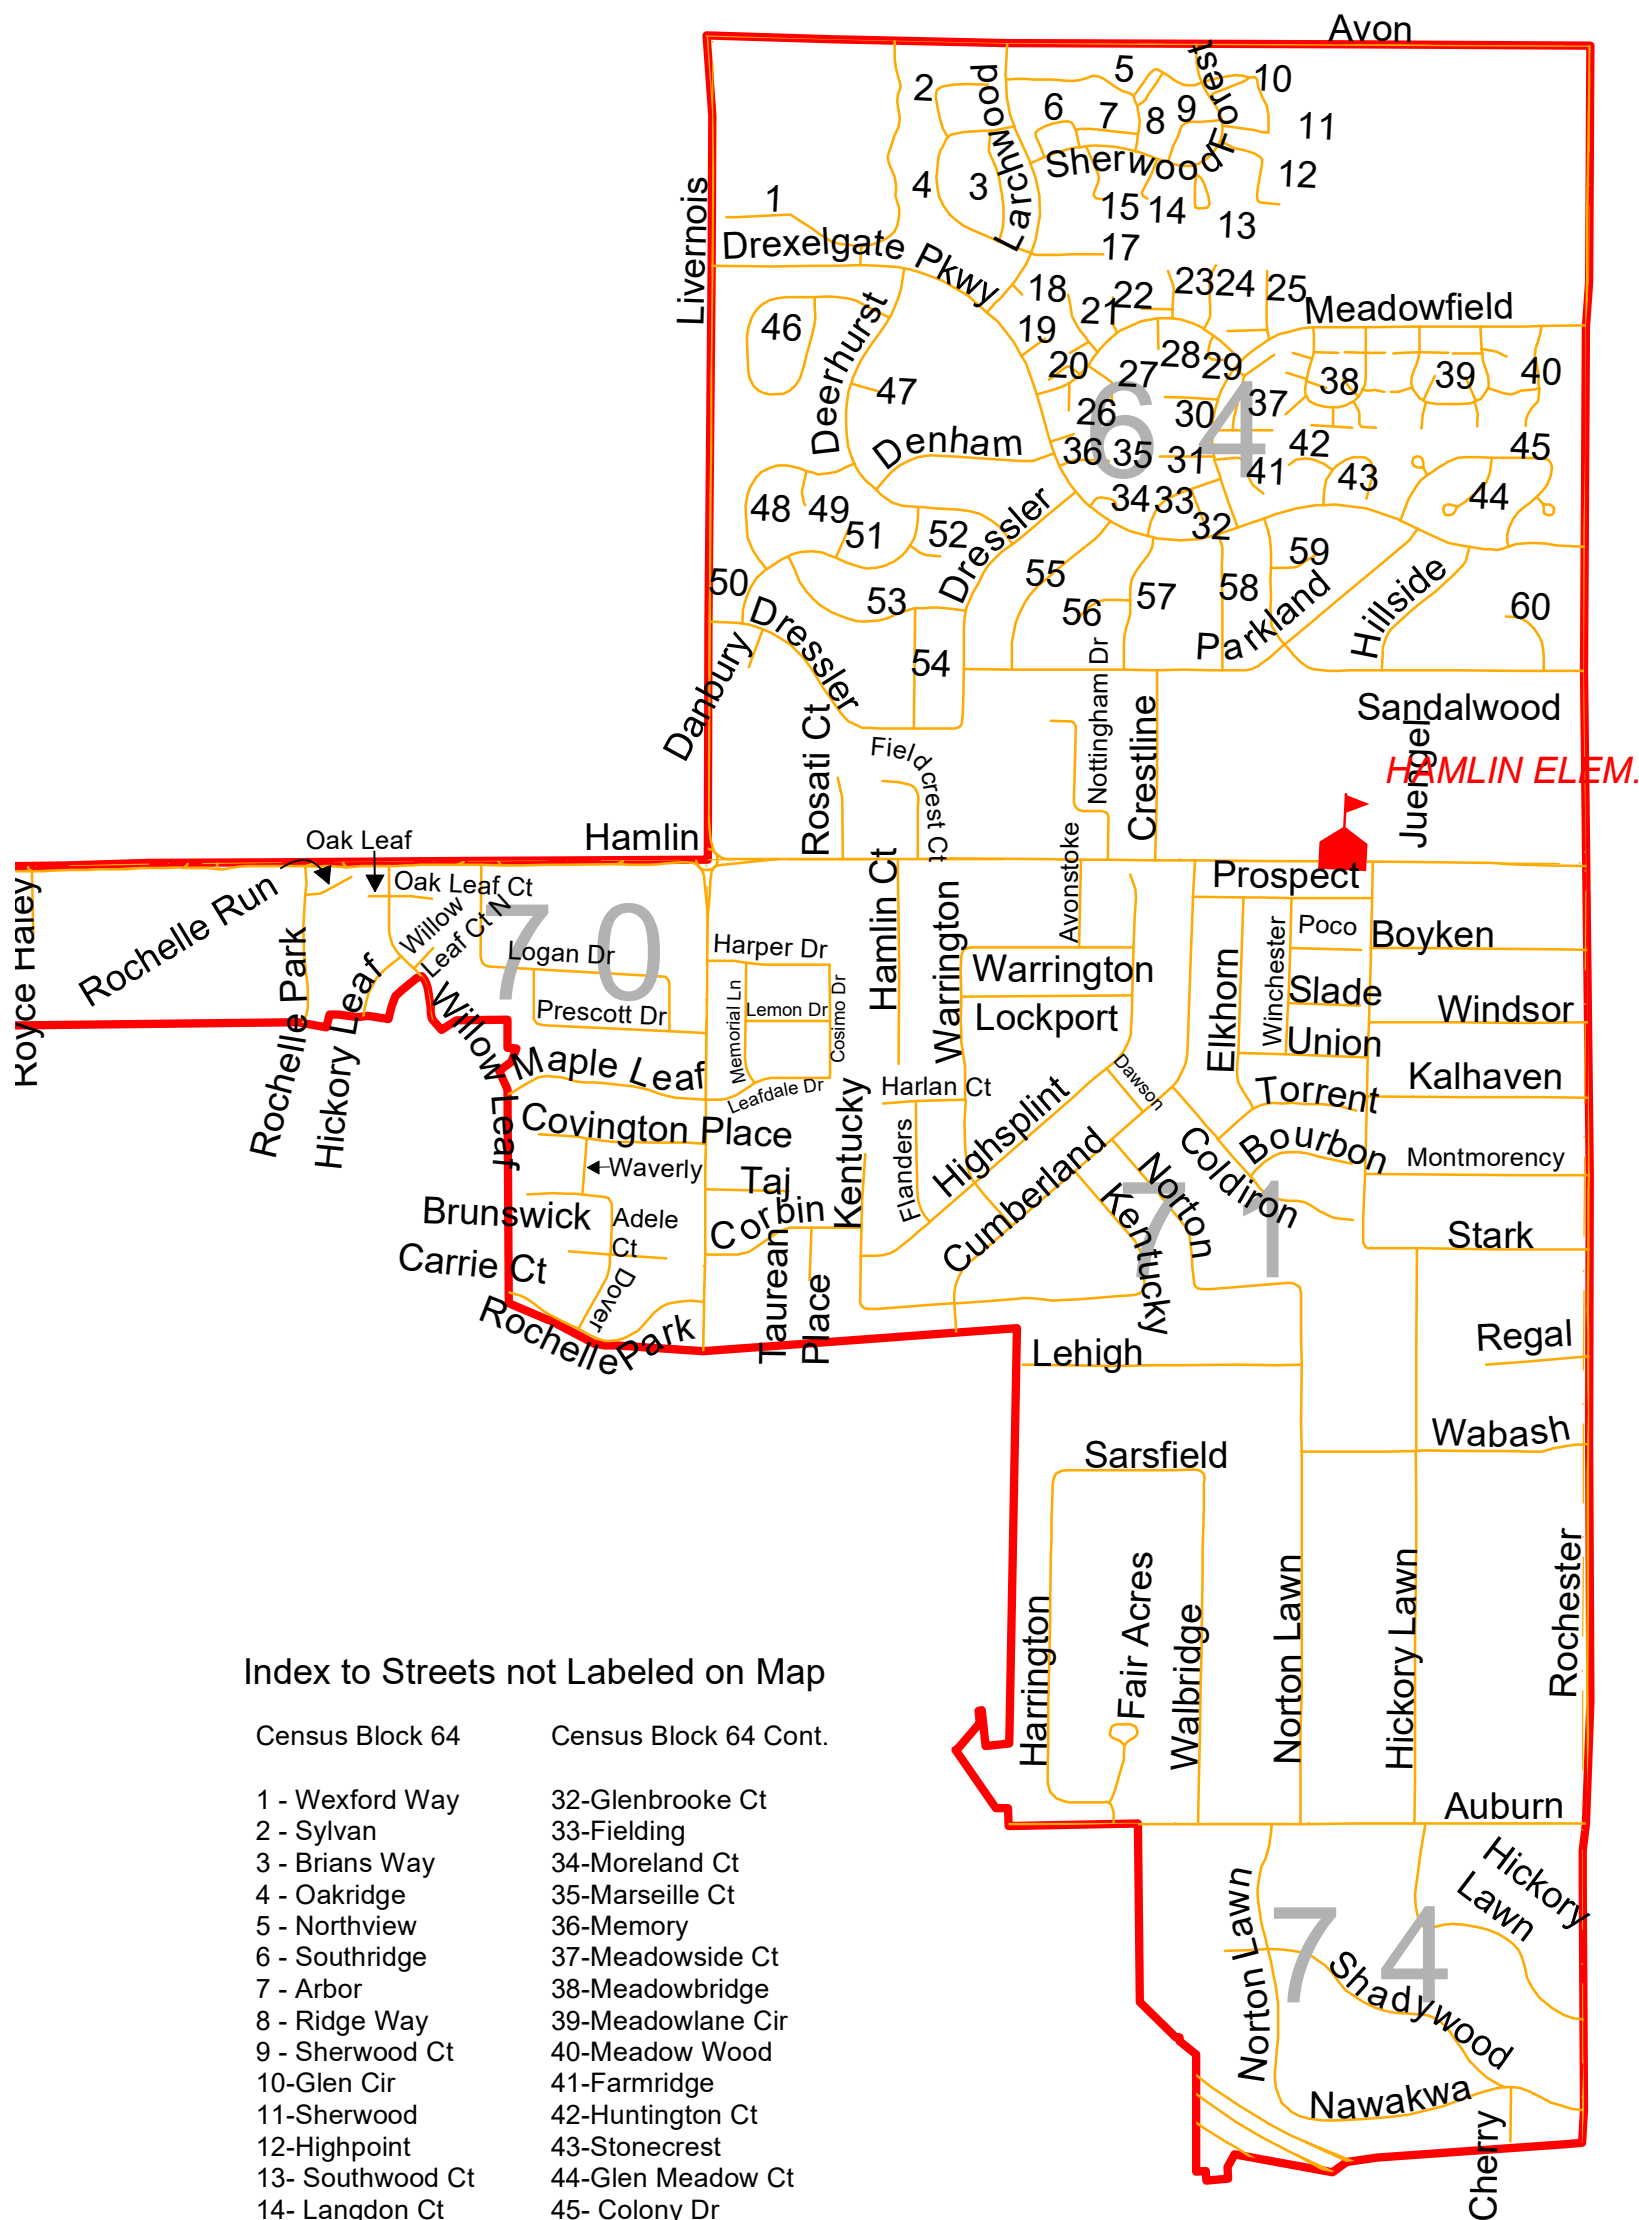 Avon
5
10
2
Larchwood
Forest
6
7
8
9
11
Sherwood
12
1
4
3
15
14
13
Livernois
Drexelgate Pkwy
17
18
22
23
24
25
21
Meadowfield
46
Deerhurst
19
20
27
28
29
38
39
40
47
26
30
37
6 4
Denham
36
35
31
42
41
45
43
48
49
51
52
34
33
32
44
Dressler
50
53
55
59
58
57
56
Parkland
Hillside
60
Dressler
54
Danbury
Nottingham Dr
Crestline
Sandalwood
Rosati Ct
Fieldcrest Ct
Juengel
HAMLIN ELEM.
Hamlin
Oak Leaf
Avonstoke
Prospect
Oak Leaf Ct
Rochelle Run
Royce Haley
Rochelle Park
Willow
Leaf Ct N
7 0
Hamlin Ct
Warrington
Poco
Winchester
Boyken
Logan Dr
Harper Dr
Hickory Leaf
Willow Leaf
Prescott Dr
Memorial Ln
Lemon Dr
Cosimo Dr
Warrington
Lockport
Elkhorn
Slade
Windsor
Union
Maple Leaf
Leafdale Dr
Harlan Ct
Dawson
Torrent
Kalhaven
Covington Place
Kentucky
Flanders
Highsplint
Cumberland
Coldiron
Bourbon
Montmorency
Waverly
Taj
Norton
7 1
Kentucky
Brunswick
Adele
Ct
Corbin
Stark
Carrie Ct
Dover
Taurean
Place
Rochelle Park
Lehigh
Regal
Wabash
Sarsfield
Harrington
Fair Acres
Walbridge
Norton Lawn
Hickory Lawn
Rochester
Auburn
Hickory
Lawn
Norton Lawn
7 4
Shadywood
Nawakwa
Cherry
Index to Streets not Labeled on Map
Census Block 64
1 - Wexford Way
2 - Sylvan
3 - Brians Way
4 - Oakridge
5 - Northview
6 - Southridge
7 - Arbor
8 - Ridge Way
9 - Sherwood Ct
10-Glen Cir
11-Sherwood
12-Highpoint
13- Southwood Ct
14- Langdon Ct
Census Block 64 Cont.
32-Glenbrooke Ct
33-Fielding
34-Moreland Ct
35-Marseille Ct
36-Memory
37-Meadowside Ct
38-Meadowbridge
39-Meadowlane Cir
40-Meadow Wood
41-Farmridge
42-Huntington Ct
43-Stonecrest
44-Glen Meadow Ct
45- Colony Dr